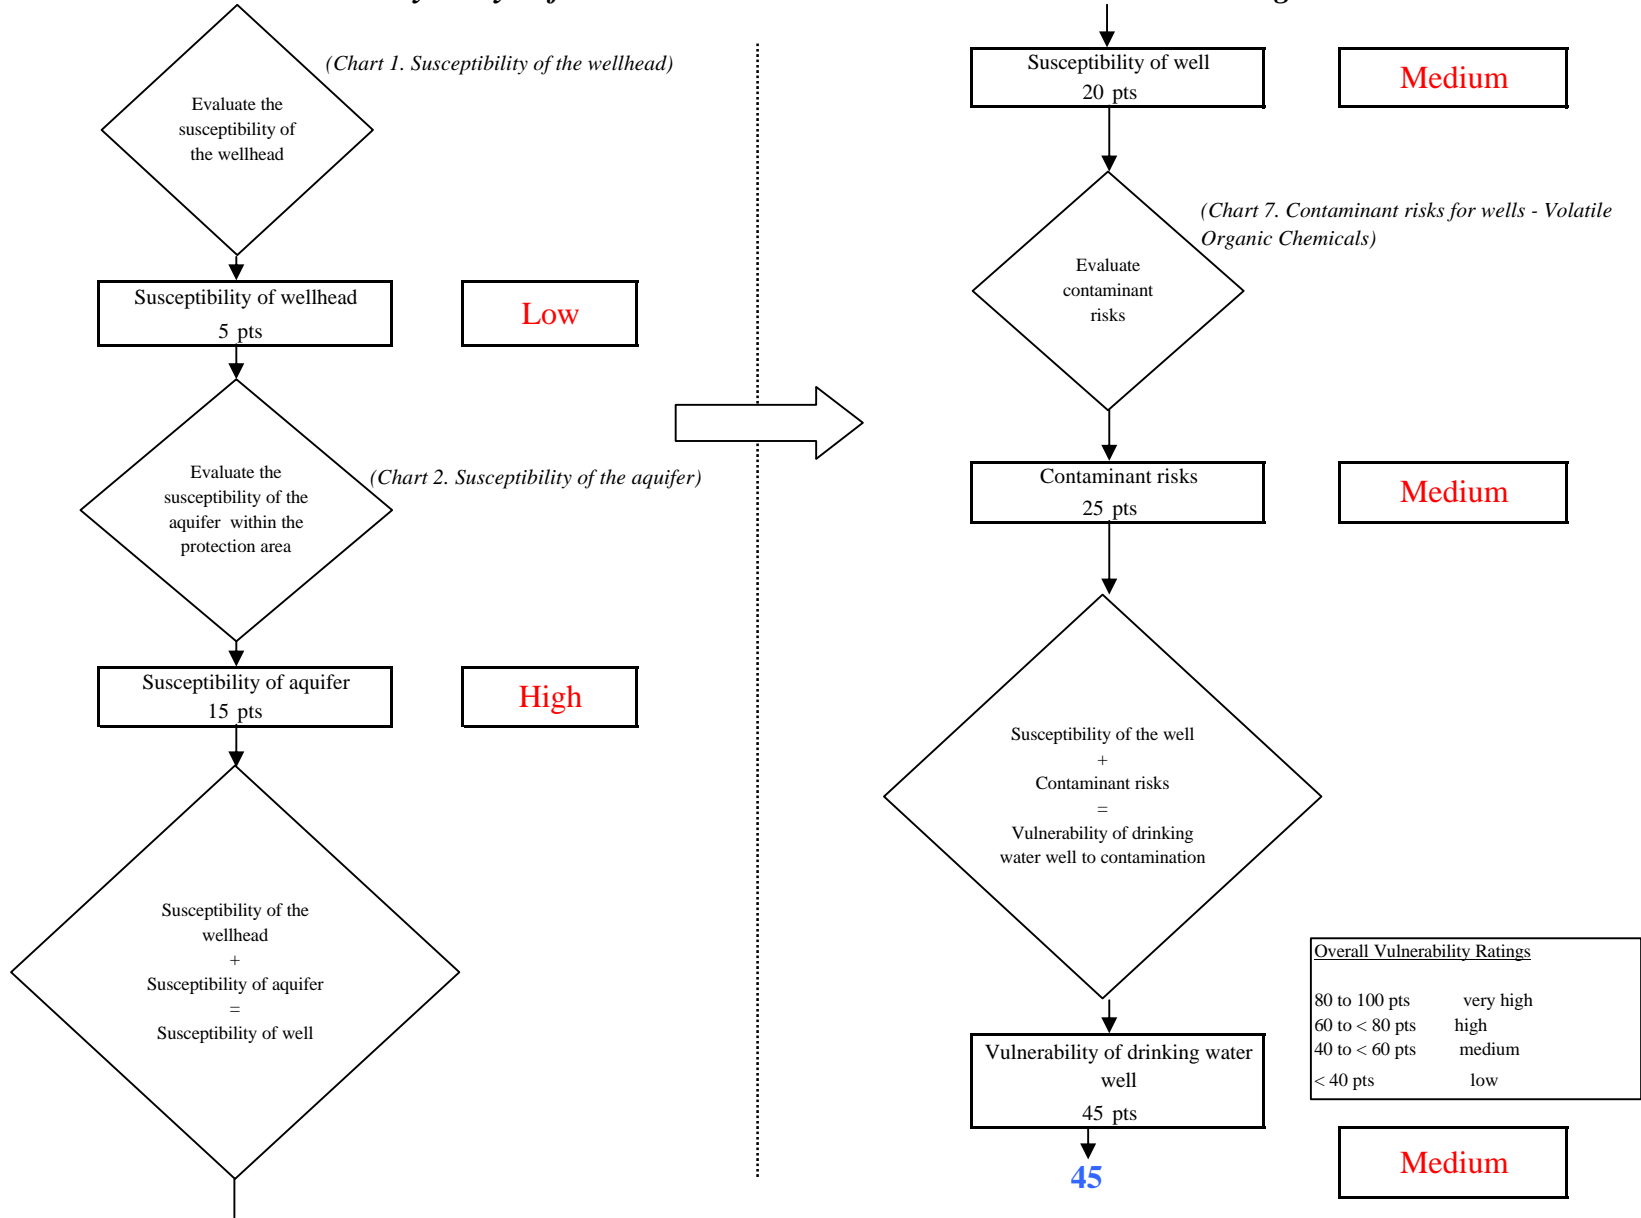 (Chart 1. Susceptibility of the wellhead)
Evaluate the
susceptibility of
the wellhead
Susceptibility of wellhead
5 pts
Low
Evaluate the
susceptibility of the
aquifer within the
protection area
(Chart 2. Susceptibility of the aquifer)
Susceptibility of aquifer
15 pts
High
Susceptibility of the
wellhead
+
Susceptibility of aquifer
=
Susceptibility of well
Susceptibility of well
20 pts
Medium
(Chart 7. Contaminant risks for wells - Volatile
Organic Chemicals)
Evaluate
contaminant
risks
Contaminant risks
25 pts
Medium
Susceptibility of the well
+
Contaminant risks
=
Vulnerability of drinking
water well to contamination
Overall Vulnerability Ratings
80 to 100 pts very high
60 to < 80 pts high
40 to < 60 pts medium
< 40 pts low
Vulnerability of drinking water
well
45 pts
45
Medium